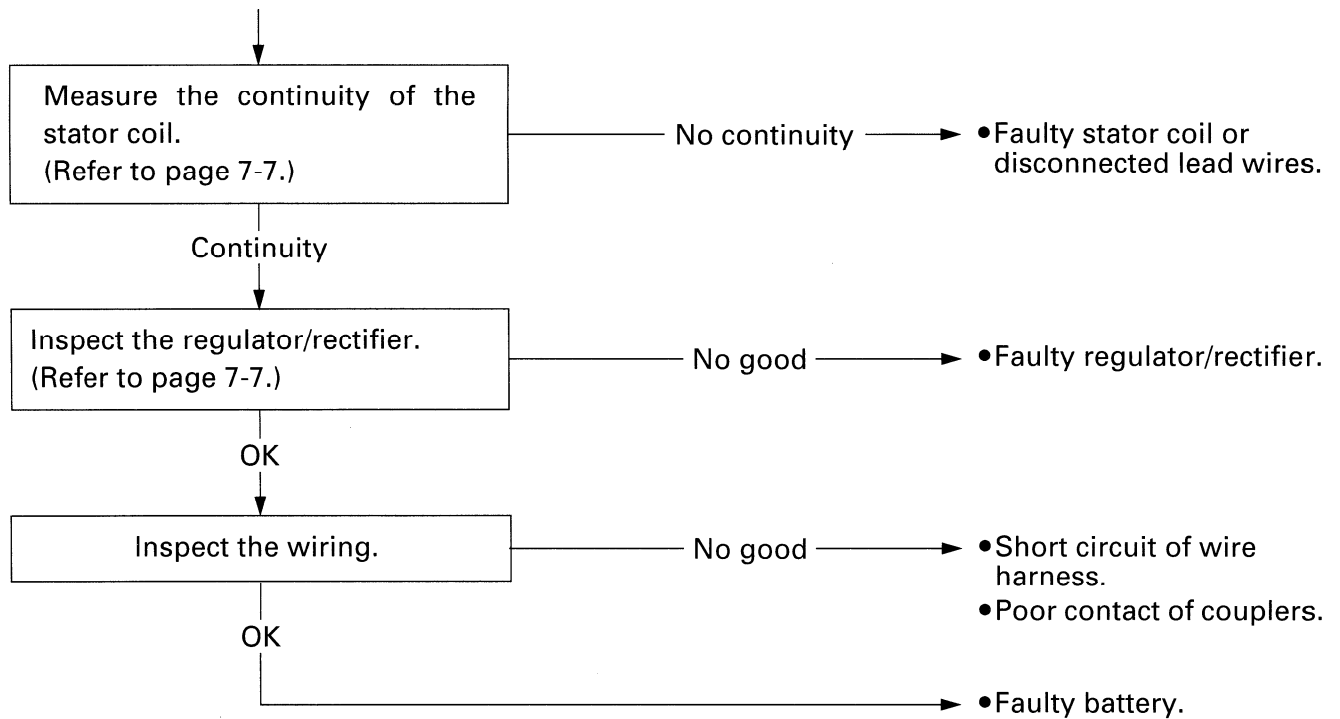 Measure the continuity of the
stator coil.
(Refer to page 7-7.)
No continuity
●Faulty stator coil or
disconnected lead wires.
Continuity
Inspect the regulator/rectifier.
(Refer to page 7-7.)
No good
●Faulty regulator/rectifier.
OK
Inspect the wiring.
No good
●Short circuit of wire
harness.
●Poor contact of couplers.
OK
●Faulty battery.